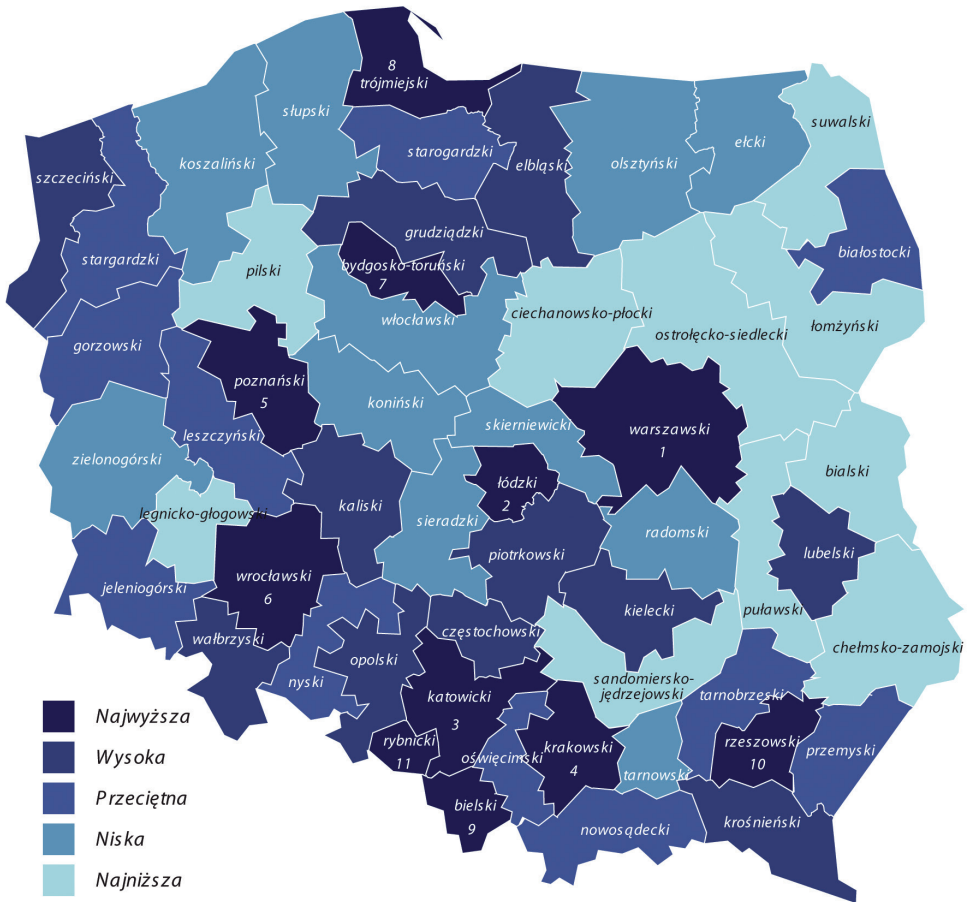 8
trójmiejski
słupski
suwalski
ełcki
starogardzki
koszaliński
olsztyński
elbląski
szczeciński
grudziądzki
białostocki
stargardzki
bydgosko-toruński
7
pilski
ciechanowsko-płocki
włocławski
łomżyński
ostrołęcko-siedlecki
gorzowski
poznański
5
koniński
skierniewicki
warszawski
1
leszczyński
zielonogórski
bialski
łódzki
2
kaliski
legnicko-głogowski
sieradzki
radomski
lubelski
piotrkowski
wrocławski
6
jeleniogórski
kielecki
puławski
częstochowski
wałbrzyski
chełmsko-zamojski
opolski
sandomiersko-
jędrzejowski
nyski
katowicki
3
tarnobrzeski
rybnicki
11
oświęcimski
krakowski
4
rzeszowski
10
przemyski
tarnowski
bielski
9
nowosądecki
krośnieński
Najwyższa
Wysoka
Przeciętna
Niska
Najniższa